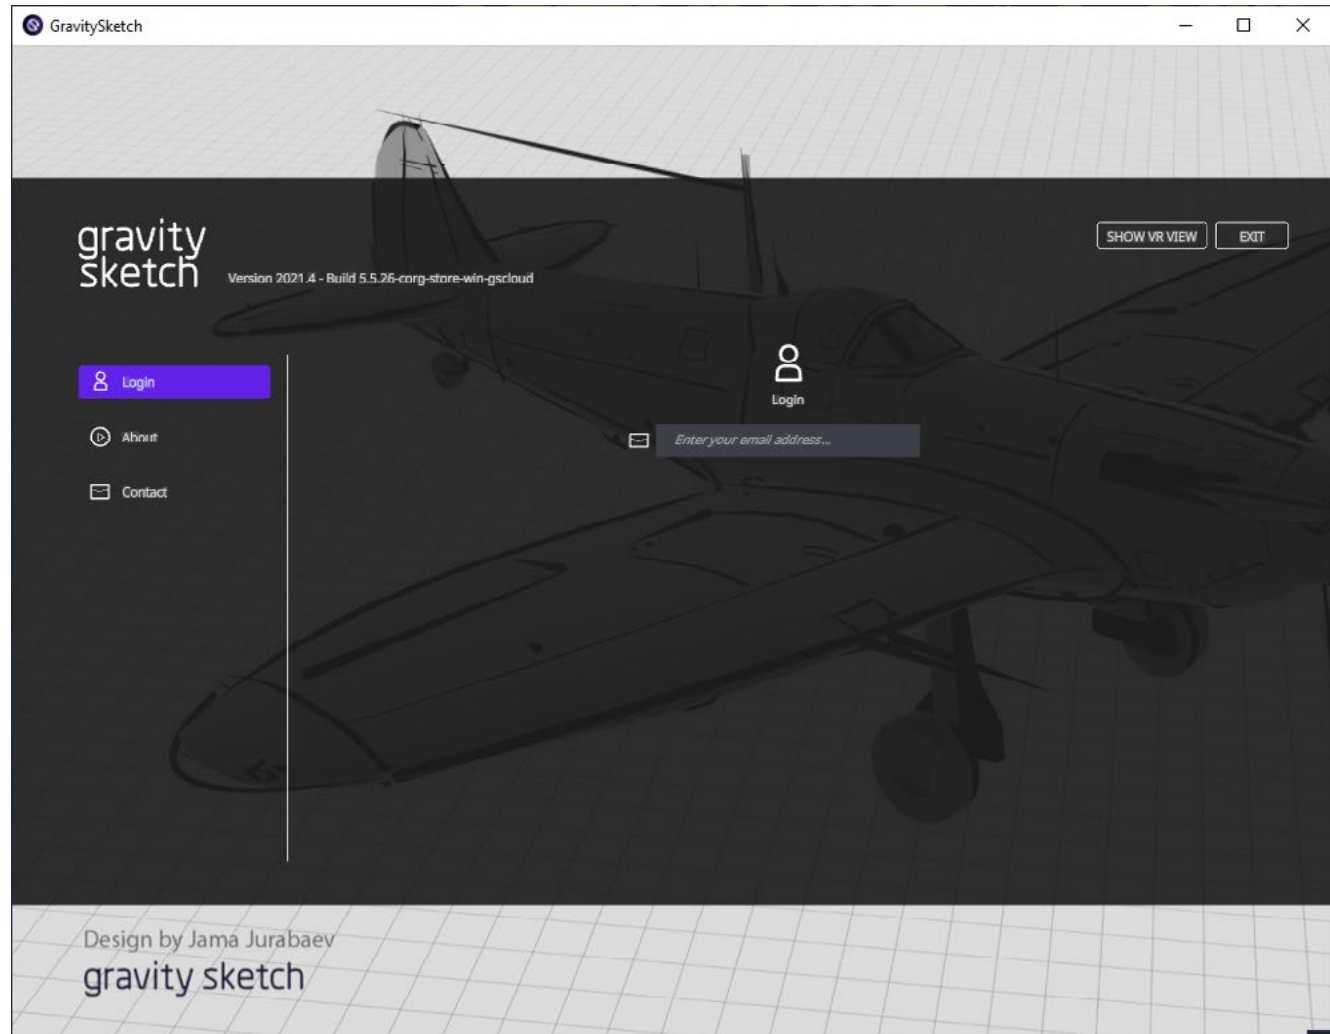 GravitySketch
gravity
sketch
Version 2021.4 - Build 5.5.26-corg-store-win-gscloud
SHOW VR VIEW
EXIT
Login
About
Contact
Login
Enter your email address...
Design by Jama Jurabaev
gravity sketch